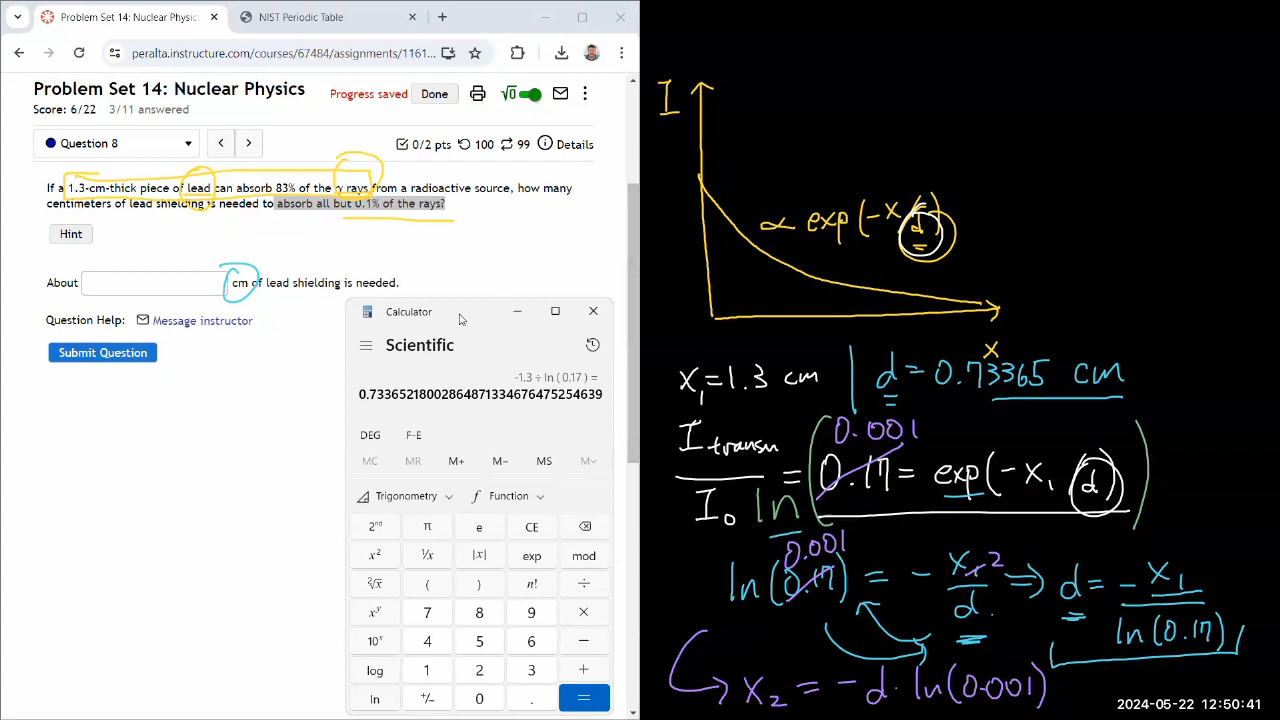 Problem Set 14: Nuclear Physic
NIST Periodic Table
peralta.instructure.com/courses/67484/assignments/1161...
Problem Set 14: Nuclear Physics
Progress saved
Done
√0
Score: 6/22
3/11 answered
Question 8
0/2 pts
100
99
Details
If a 1.3-cm-thick piece of lead can absorb 83% of the γ rays from a radioactive source, how many
centimeters of lead shielding is needed to absorb all but 0.1% of the rays?
Hint
About
cm of lead shielding is needed.
Question Help:
Message instructor
Submit Question
Calculator
Scientific
-1.3 ÷ ln ( 0.17 ) =
0.73365218002864871334676475254639
DEG
F-E
MC
MR
M+
M−
MS
M˅
Trigonometry
Function
2ⁿᵈ
π
e
CE
x²
¹/x
|x|
exp
mod
²√x
(
)
n!
÷
xʸ
7
8
9
×
10ˣ
4
5
6
−
log
1
2
3
+
ln
+/−
0
.
=
I
∝ exp(-x/d)
x
x₁ = 1.3 cm
d = 0.73365 cm
0.001
I transm / I₀ = 0.17 = exp(-x₁/d)
ln
0.001
ln(0.17) = - x₂/d ⇒ d = - x₁/ln(0.17)
x₂ = -d · ln(0.001)
2024-05-22 12:50:41